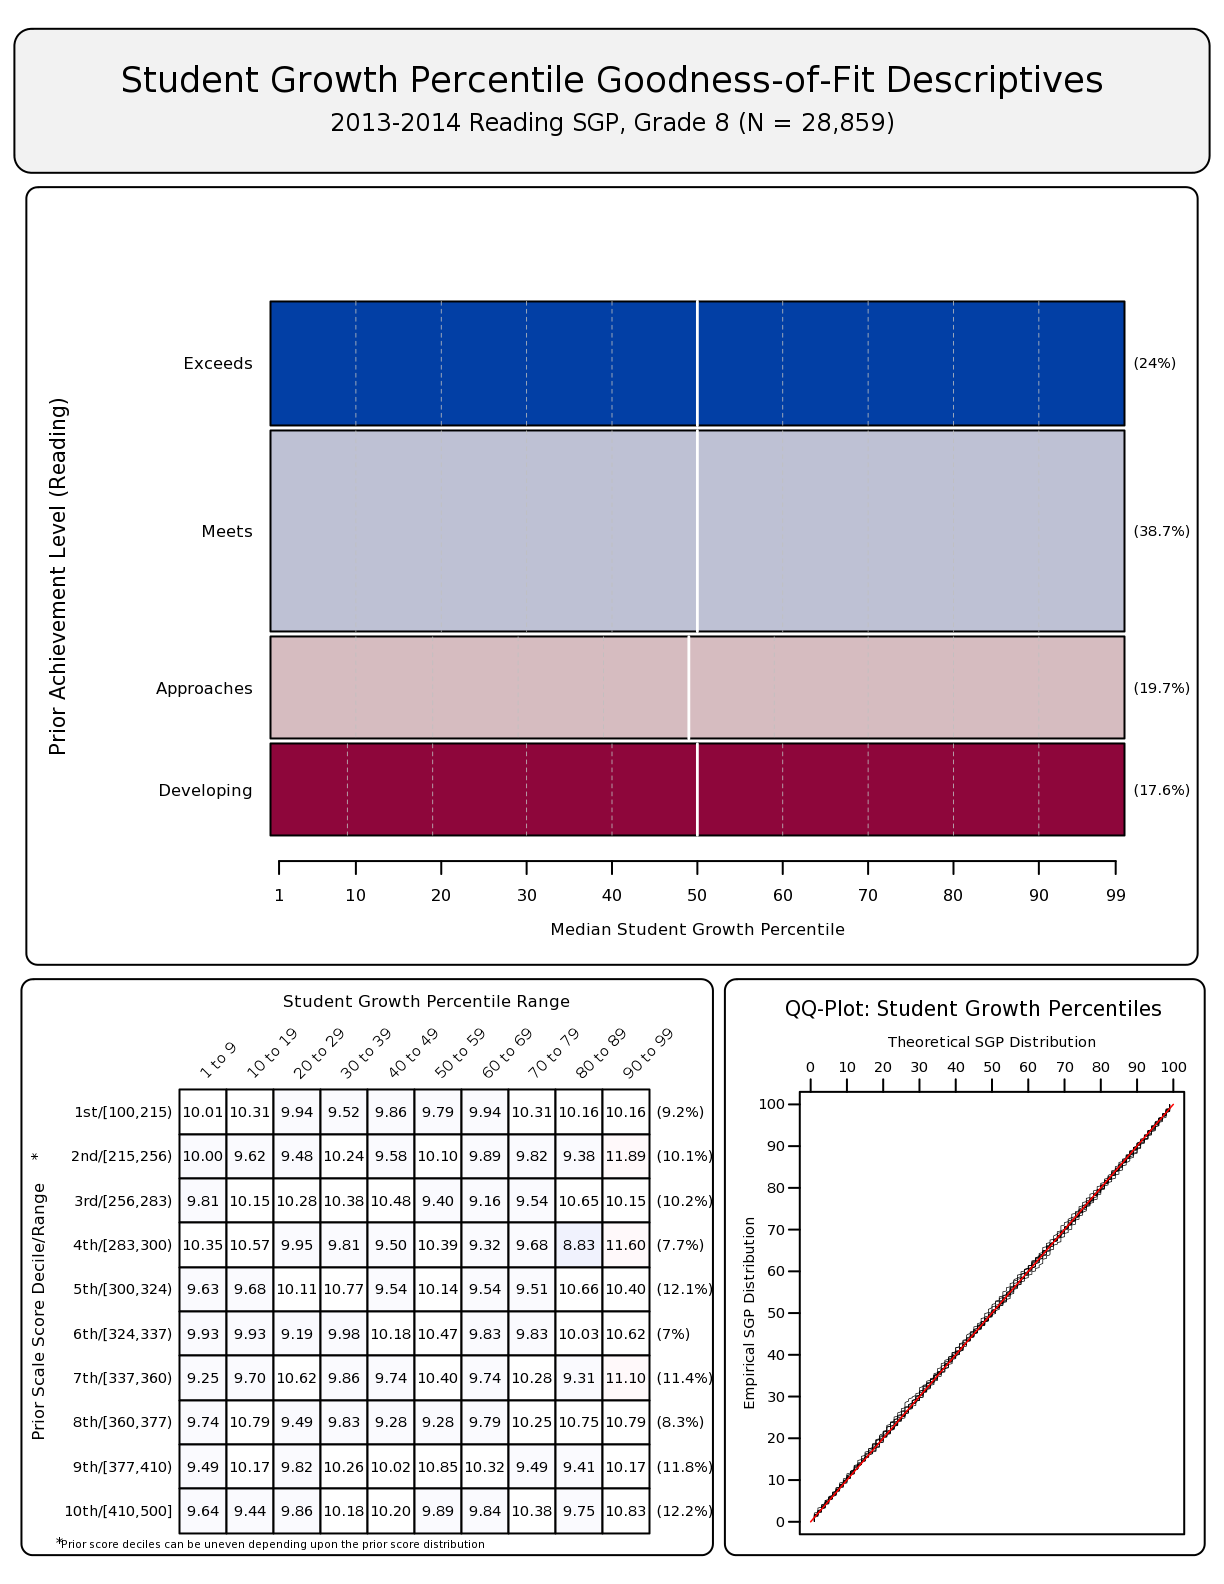 Student Growth Percentile Goodness-of-Fit Descriptives
2013-2014 Reading SGP, Grade 8 (N = 28,859)
Prior Achievement Level (Reading)
Exceeds (24%)
Meets (38.7%)
Approaches (19.7%)
Developing (17.6%)
1 10 20 30 40 50 60 70 80 90 99
Median Student Growth Percentile
Student Growth Percentile Range
1 to 9 10 to 19 20 to 29 30 to 39 40 to 49 50 to 59 60 to 69 70 to 79 80 to 89 90 to 99
Prior Scale Score Decile/Range *
1st/[100,215) 10.01 10.31 9.94 9.52 9.86 9.79 9.94 10.31 10.16 10.16 (9.2%)
2nd/[215,256) 10.00 9.62 9.48 10.24 9.58 10.10 9.89 9.82 9.38 11.89 (10.1%)
3rd/[256,283) 9.81 10.15 10.28 10.38 10.48 9.40 9.16 9.54 10.65 10.15 (10.2%)
4th/[283,300) 10.35 10.57 9.95 9.81 9.50 10.39 9.32 9.68 8.83 11.60 (7.7%)
5th/[300,324) 9.63 9.68 10.11 10.77 9.54 10.14 9.54 9.51 10.66 10.40 (12.1%)
6th/[324,337) 9.93 9.93 9.19 9.98 10.18 10.47 9.83 9.83 10.03 10.62 (7%)
7th/[337,360) 9.25 9.70 10.62 9.86 9.74 10.40 9.74 10.28 9.31 11.10 (11.4%)
8th/[360,377) 9.74 10.79 9.49 9.83 9.28 9.28 9.79 10.25 10.75 10.79 (8.3%)
9th/[377,410) 9.49 10.17 9.82 10.26 10.02 10.85 10.32 9.49 9.41 10.17 (11.8%)
10th/[410,500] 9.64 9.44 9.86 10.18 10.20 9.89 9.84 10.38 9.75 10.83 (12.2%)
*Prior score deciles can be uneven depending upon the prior score distribution
QQ-Plot: Student Growth Percentiles
Theoretical SGP Distribution
0 10 20 30 40 50 60 70 80 90 100
Empirical SGP Distribution
100
90
80
70
60
50
40
30
20
10
0